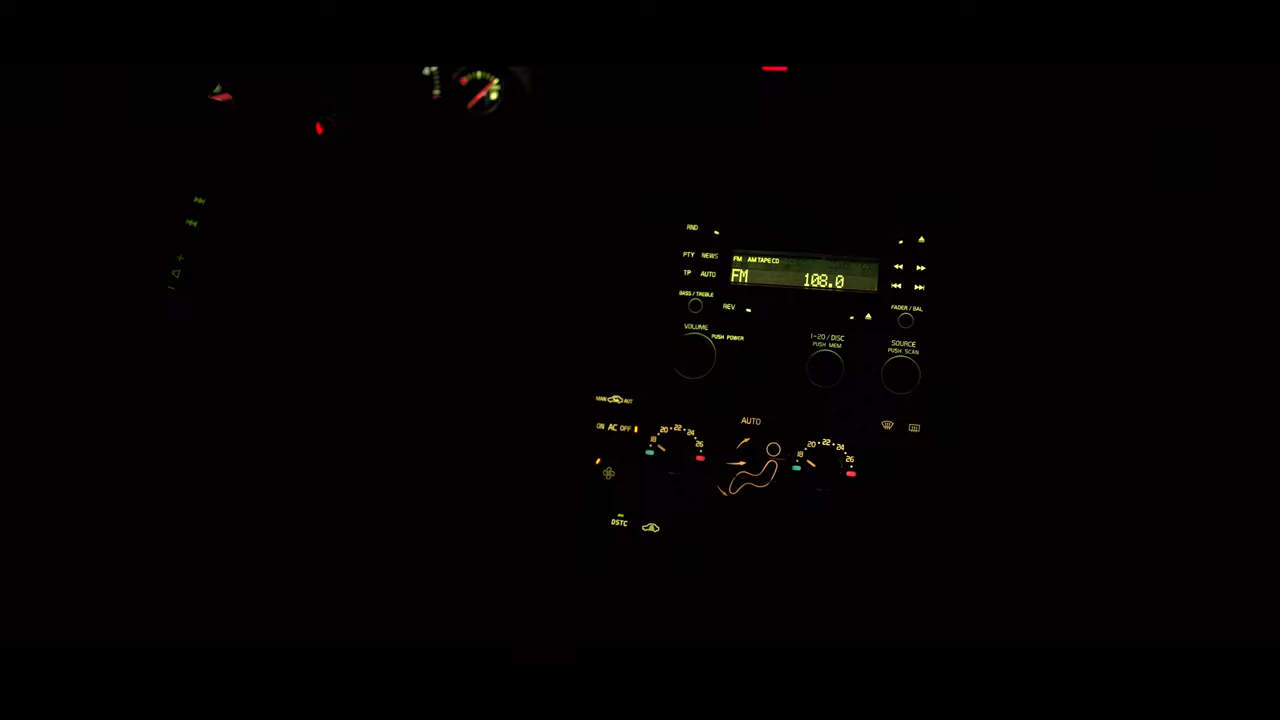 RND
PTY NEWS
TP AUTO
FM AM TAPE CD
FM 108.0
BASS / TREBLE
REV
FADER / BAL
VOLUME
PUSH POWER
1-20 / DISC
PUSH MEM
SOURCE
PUSH SCAN
MAN AUT
ON AC OFF
AUTO
18 20 22 24 26
18 20 22 24 26
DSTC